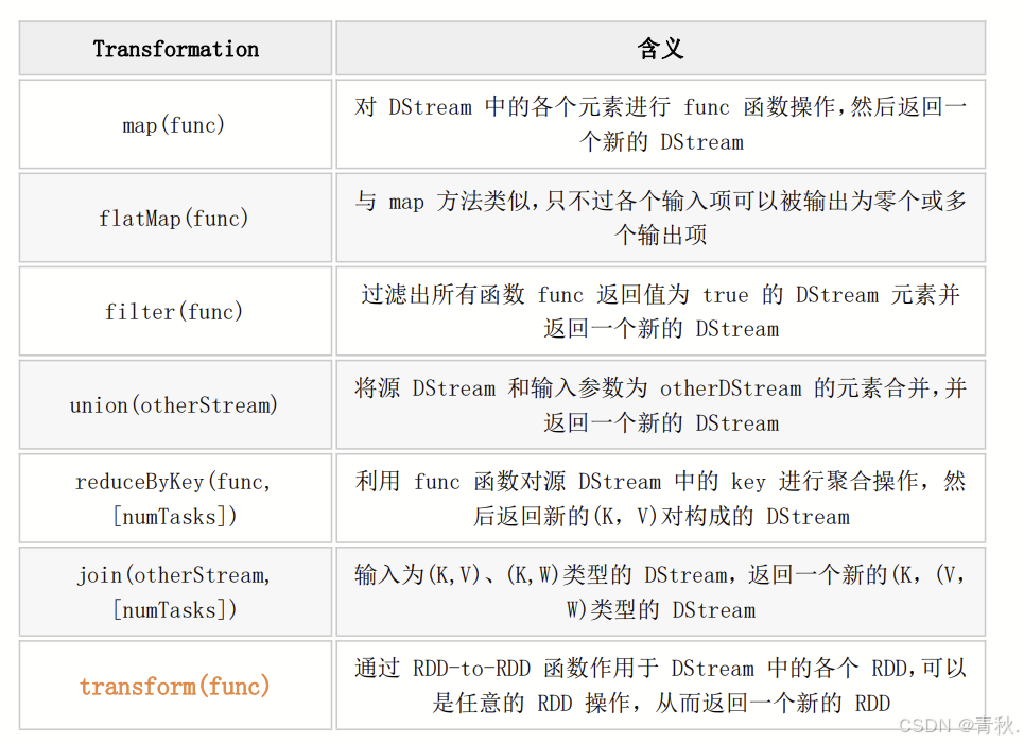 Transformation
含义
map(func)
对 DStream 中的各个元素进行 func 函数操作,然后返回一
个新的 DStream
flatMap(func)
与 map 方法类似,只不过各个输入项可以被输出为零个或多
个输出项
filter(func)
过滤出所有函数 func 返回值为 true 的 DStream 元素并
返回一个新的 DStream
union(otherStream)
将源 DStream 和输入参数为 otherDStream 的元素合并,并
返回一个新的 DStream
reduceByKey(func,
[numTasks])
利用 func 函数对源 DStream 中的 key 进行聚合操作, 然
后返回新的(K, V)对构成的 DStream
join(otherStream,
[numTasks])
输入为(K,V)、(K,W)类型的 DStream, 返回一个新的(K, (V,
W)类型的 DStream
transform(func)
通过 RDD-to-RDD 函数作用于 DStream 中的各个 RDD,可以
是任意的 RDD 操作, 从而返回一个新的 RDD
CSDN @青秋.